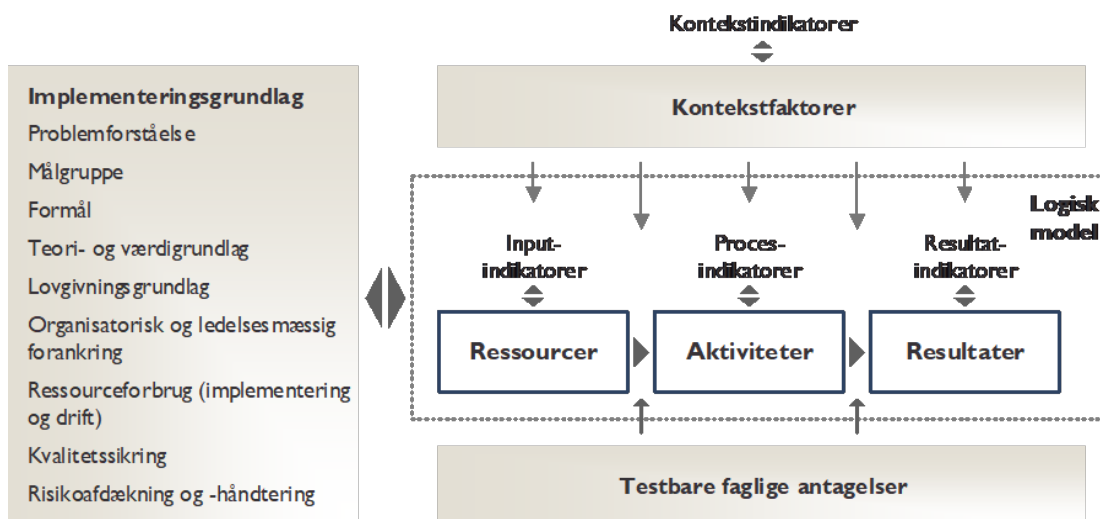 Implementeringsgrundlag
Problemforståelse
Målgruppe
Formål
Teori- og værdigrundlag
Lovgivningsgrundlag
Organisatorisk og ledelsesmæssig
forankring
Ressourceforbrug (implementering
og drift)
Kvalitetssikring
Risikoafdækning og -håndtering
Kontekstindikatorer
Kontekstfaktorer
Logisk
model
Input-
indikatorer
Proces-
indikatorer
Resultat-
indikatorer
Ressourcer
Aktiviteter
Resultater
Testbare faglige antagelser